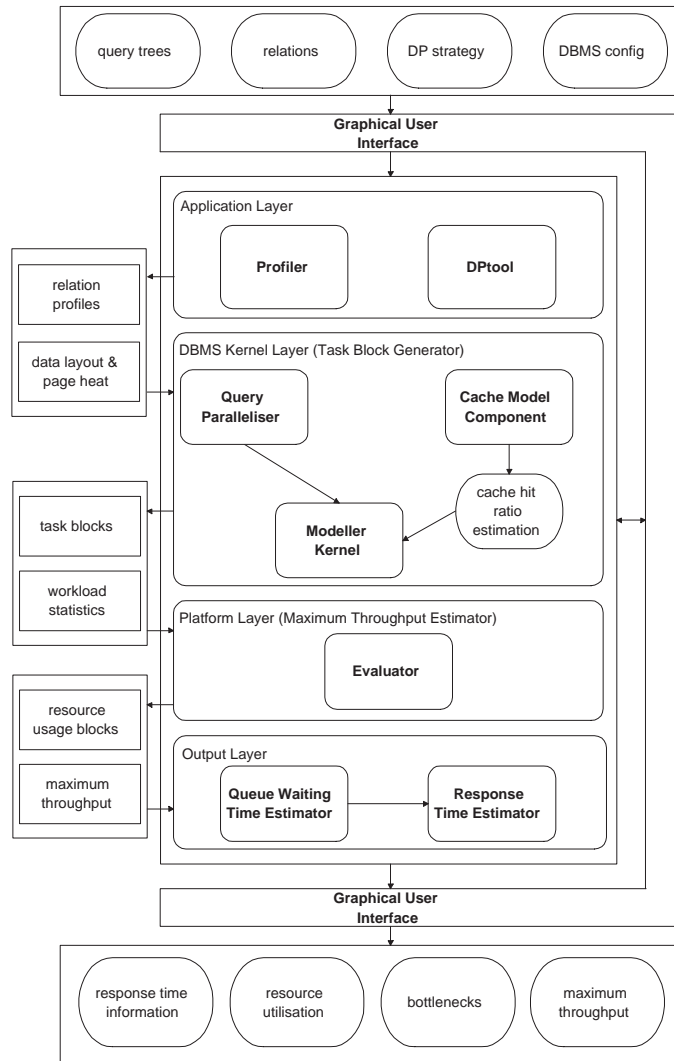 query trees
relations
DP strategy
DBMS config
Graphical User
Interface
Application Layer
Profiler
DPtool
relation
profiles
data layout &
page heat
DBMS Kernel Layer (Task Block Generator)
Query
Paralleliser
Cache Model
Component
cache hit
ratio
estimation
Modeller
Kernel
task blocks
workload
statistics
Platform Layer (Maximum Throughput Estimator)
Evaluator
resource
usage blocks
maximum
throughput
Output Layer
Queue Waiting
Time Estimator
Response
Time Estimator
Graphical User
Interface
response time
information
resource
utilisation
bottlenecks
maximum
throughput